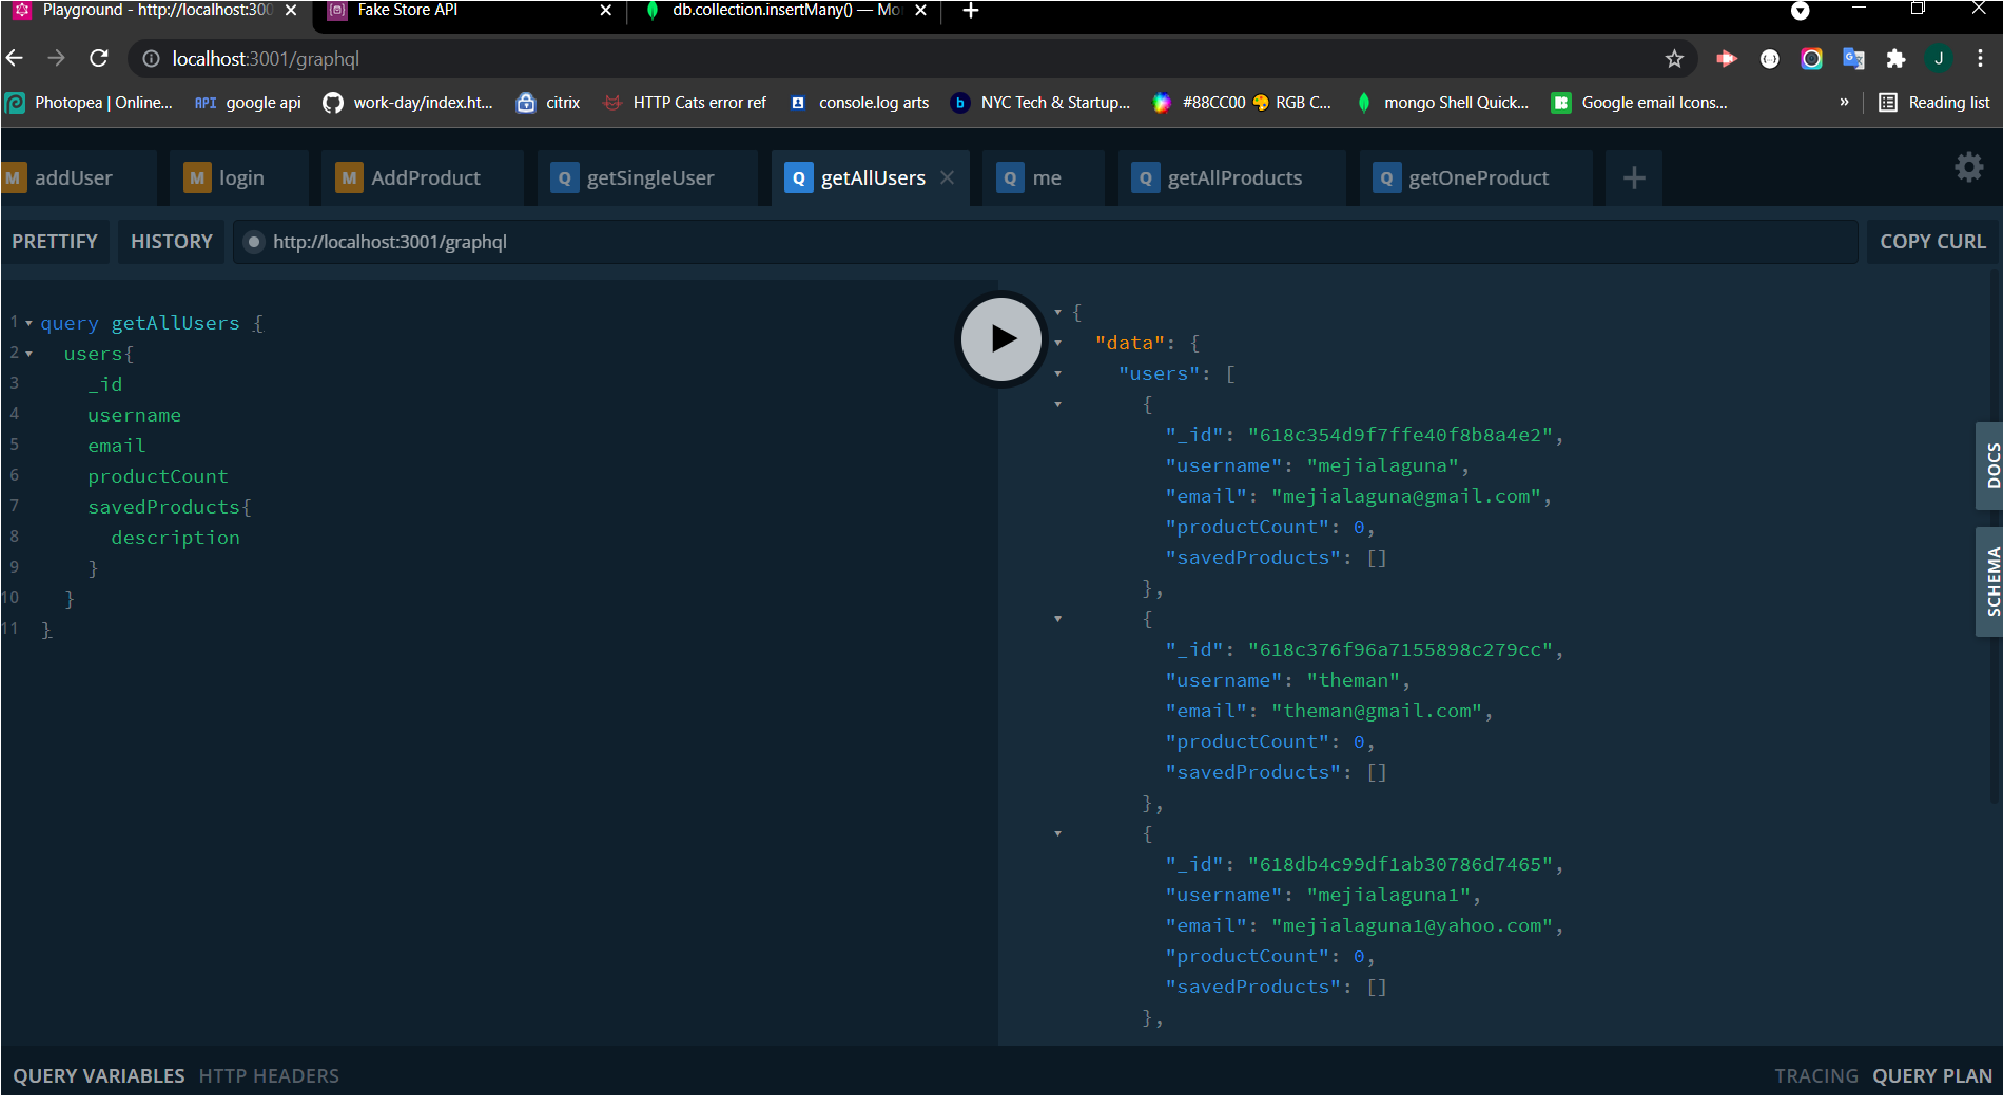 Playground - http://localhost:300
Fake Store API
db.collection.insertMany() — Mo
localhost:3001/graphql
J
Photopea | Online...
API google api
work-day/index.ht...
citrix
HTTP Cats error ref
console.log arts
b NYC Tech & Startup...
#88CC00 🎨 RGB C...
mongo Shell Quick...
Google email Icons...
»
Reading list
M addUser
M login
M AddProduct
Q getSingleUser
Q getAllUsers
Q me
Q getAllProducts
Q getOneProduct
PRETTIFY
HISTORY
http://localhost:3001/graphql
COPY CURL
1 query getAllUsers {
2 users{
3 _id
4 username
5 email
6 productCount
7 savedProducts{
8 description
9 }
10 }
11 }
{
"data": {
"users": [
{
"_id": "618c354d9f7ffe40f8b8a4e2",
"username": "mejialaguna",
"email": "mejialaguna@gmail.com",
"productCount": 0,
"savedProducts": []
},
{
"_id": "618c376f96a7155898c279cc",
"username": "theman",
"email": "theman@gmail.com",
"productCount": 0,
"savedProducts": []
},
{
"_id": "618db4c99df1ab30786d7465",
"username": "mejialaguna1",
"email": "mejialaguna1@yahoo.com",
"productCount": 0,
"savedProducts": []
},
DOCS
SCHEMA
QUERY VARIABLES
HTTP HEADERS
TRACING
QUERY PLAN